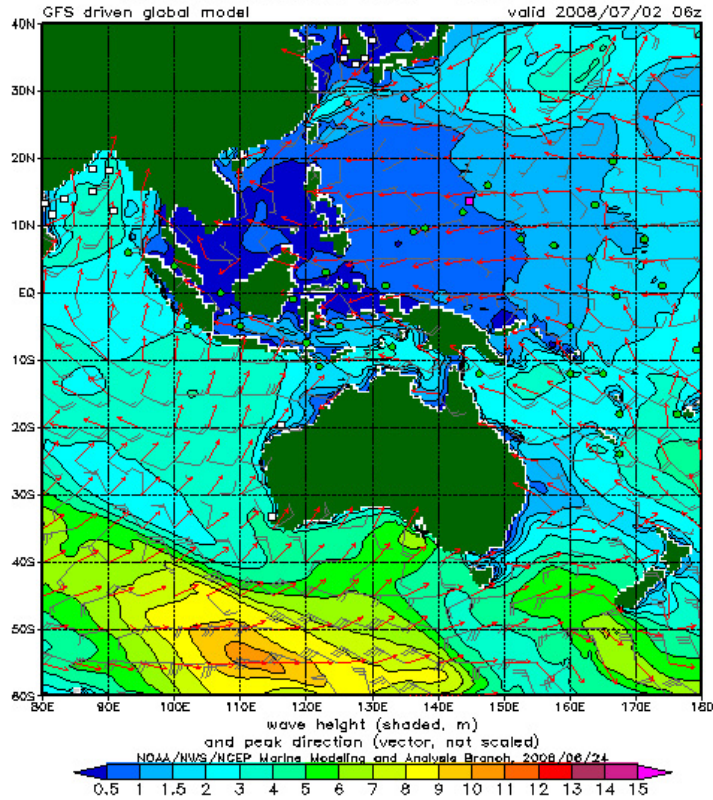 GFS driven global model valid 2008/07/02 06z
40N
30N
20N
10N
EQ
10S
20S
30S
40S
50S
60S
80E 90E 100E 110E 120E 130E 140E 150E 160E 170E 180
wave height (shaded, m)
and peak direction (vector, not scaled)
NOAA/NWS/NCEP Marine Modeling and Analysis Branch, 2008/06/24
0.5 1 1.5 2 3 4 5 6 7 8 9 10 11 12 13 14 15